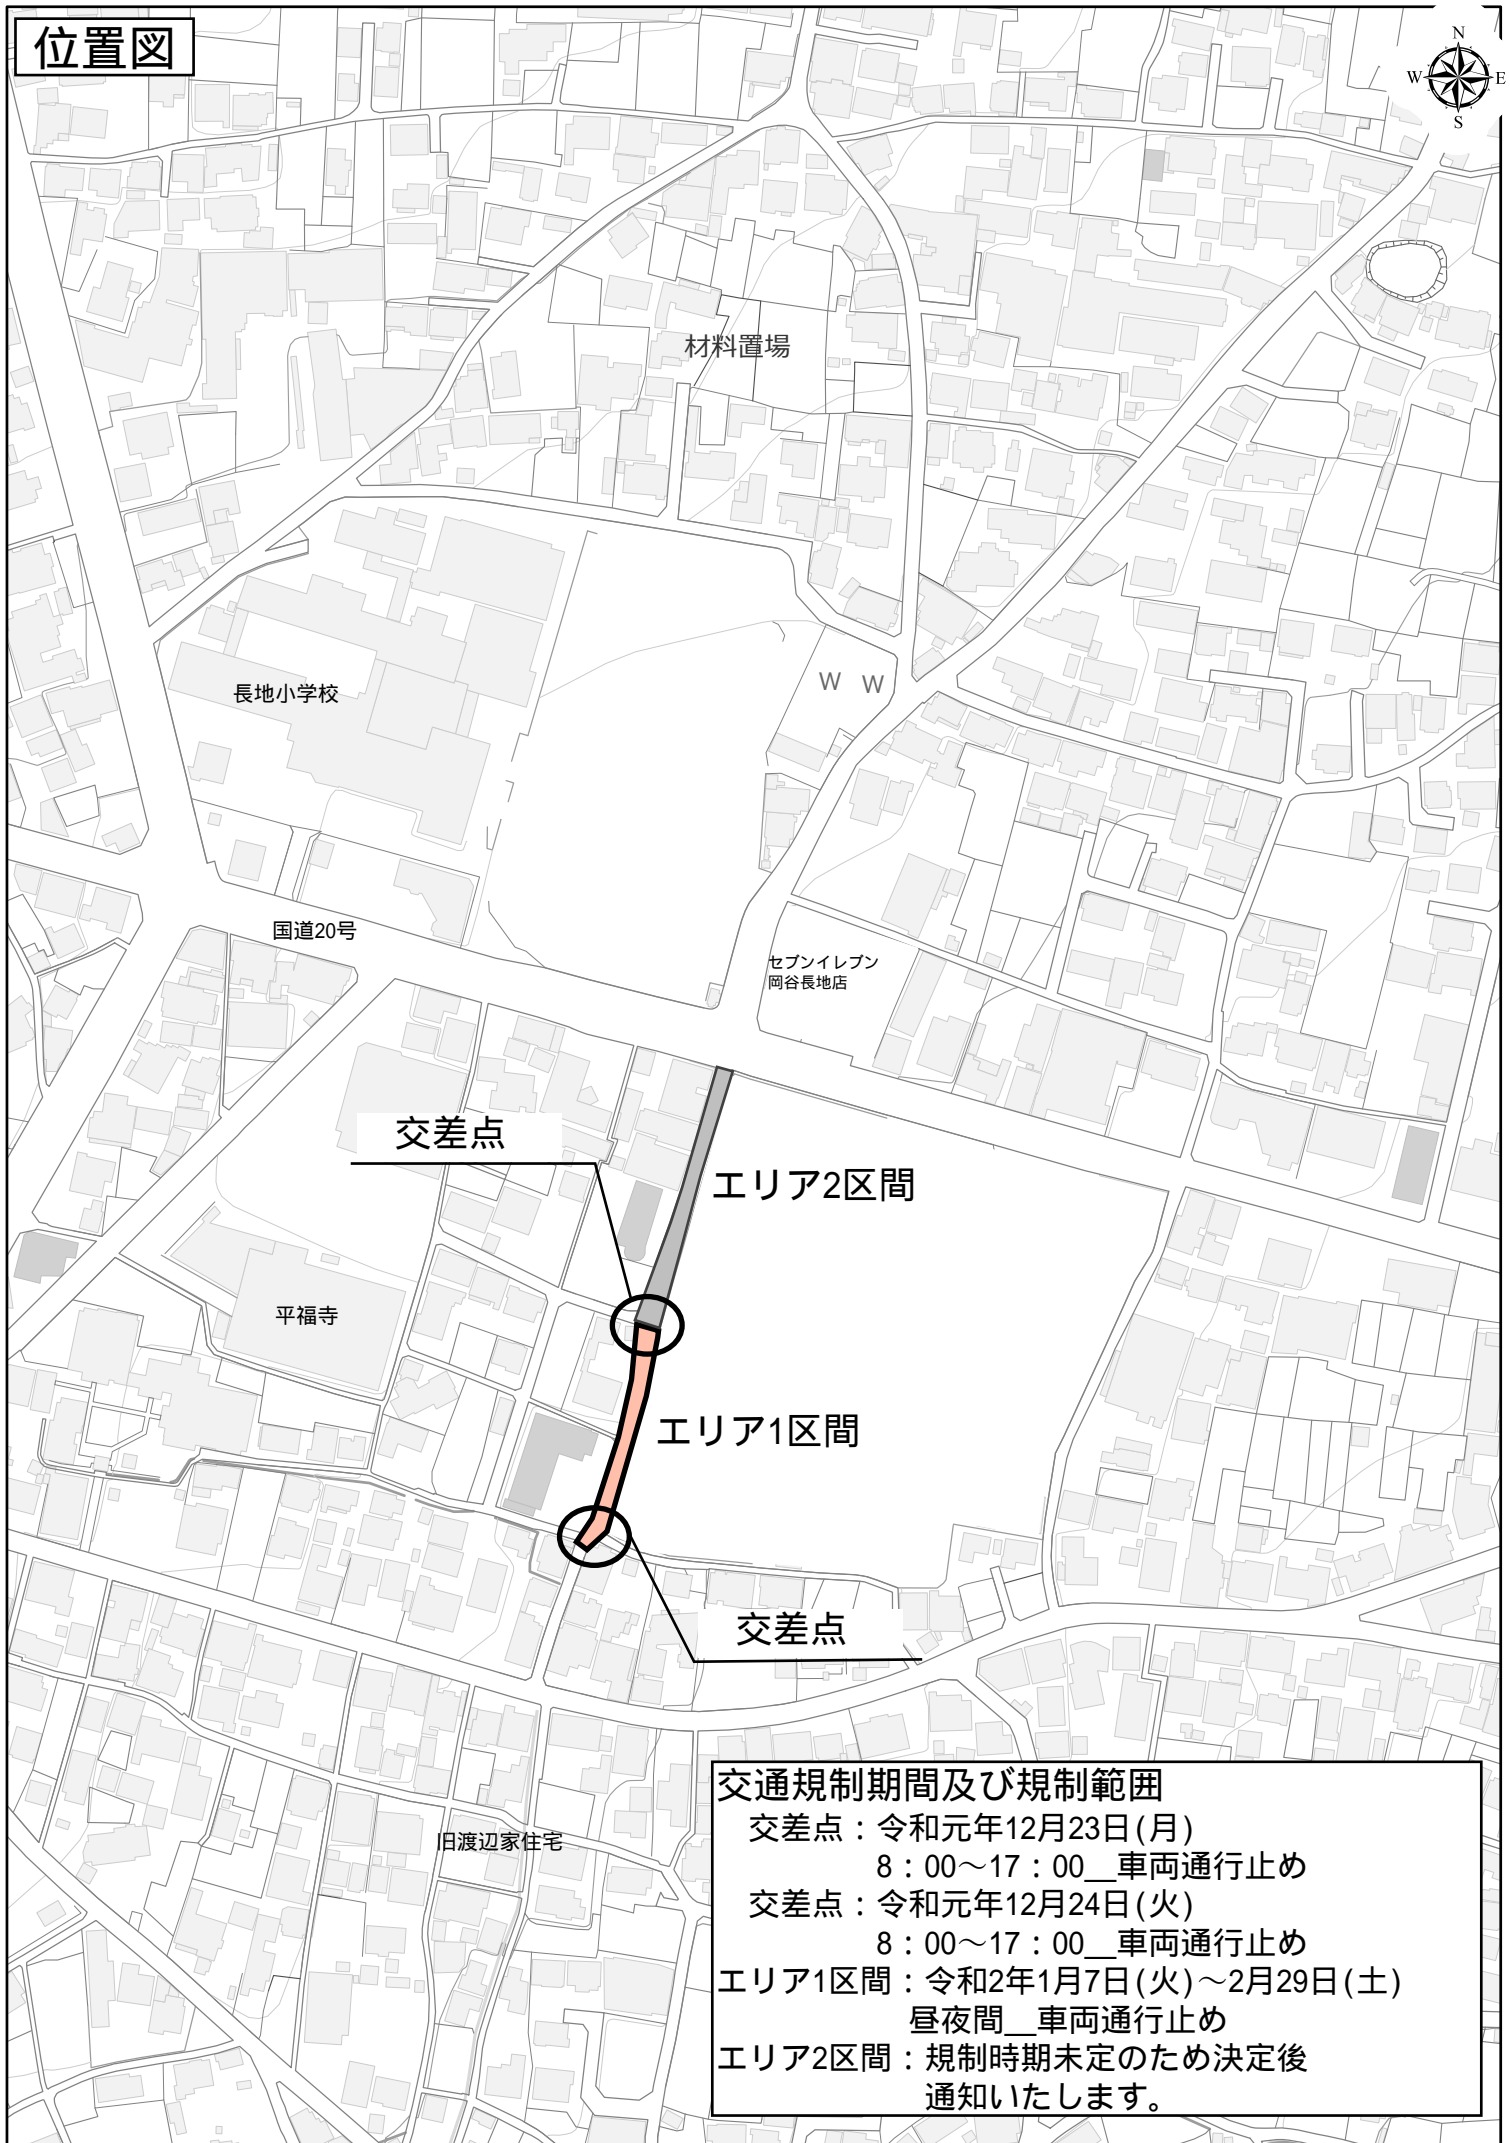 位置図
N
W E
S
材料置場
長地小学校
W W
国道20号
セブンイレブン
岡谷長地店
交差点
エリア2区間
平福寺
エリア1区間
交差点
旧渡辺家住宅
交通規制期間及び規制範囲
交差点：令和元年12月23日(月)
8：00～17：00＿車両通行止め
交差点：令和元年12月24日(火)
8：00～17：00＿車両通行止め
エリア1区間：令和2年1月7日(火)～2月29日(土)
昼夜間＿車両通行止め
エリア2区間：規制時期未定のため決定後
通知いたします。